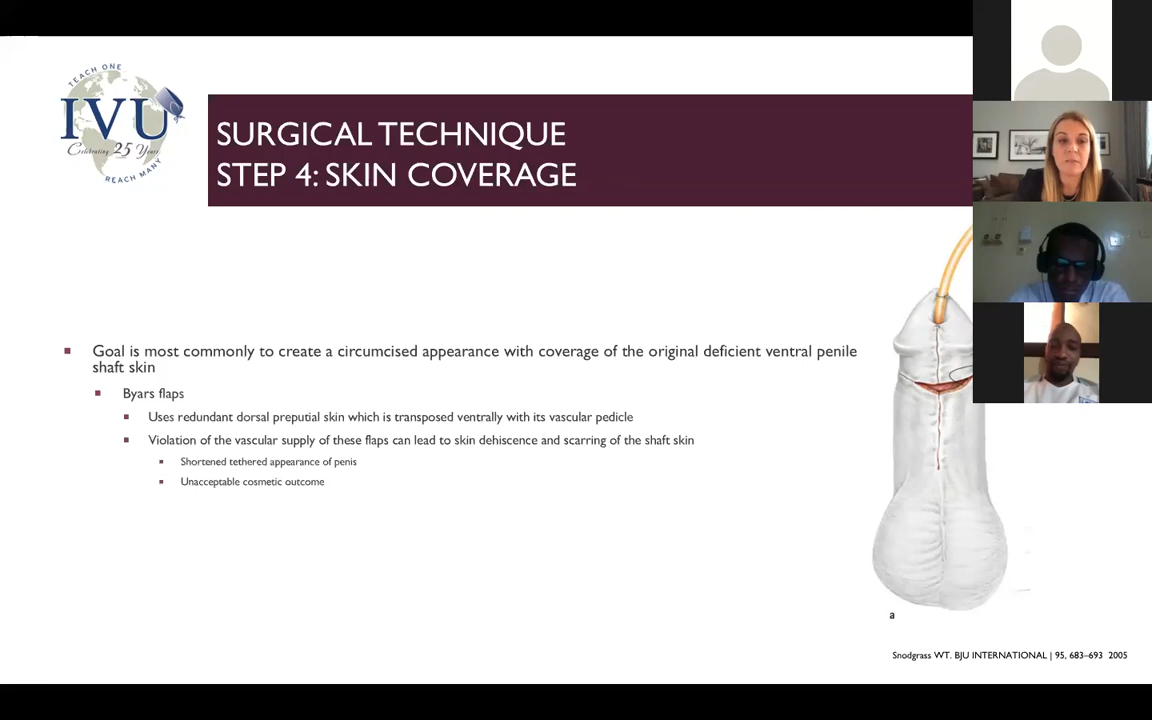 TEACH ONE
IVU
Celebrating 25 Years
REACH MANY
SURGICAL TECHNIQUE
STEP 4: SKIN COVERAGE
Goal is most commonly to create a circumcised appearance with coverage of the original deficient ventral penile
shaft skin
Byars flaps
Uses redundant dorsal preputial skin which is transposed ventrally with its vascular pedicle
Violation of the vascular supply of these flaps can lead to skin dehiscence and scarring of the shaft skin
Shortened tethered appearance of penis
Unacceptable cosmetic outcome
a
Snodgrass WT. BJU INTERNATIONAL | 95, 683–693 2005